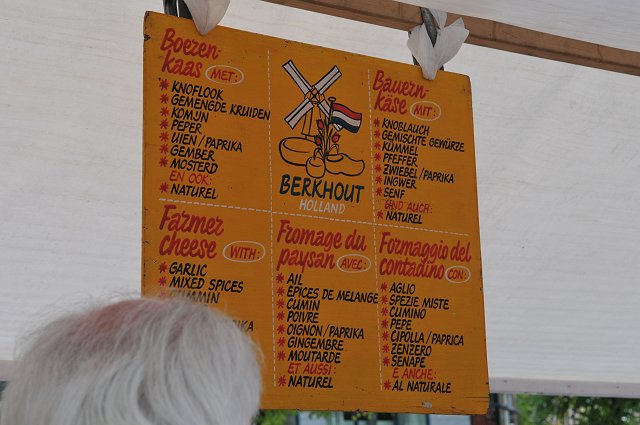 Boeren-
kaas MET:
* KNOFLOOK
* GEMENGDE KRUIDEN
* KOMIJN
* PEPER
* UIEN/PAPRIKA
* GEMBER
* MOSTERD
EN OOK:
* NATUREL
BERKHOUT
HOLLAND
Bauern-
käse MIT:
* KNOBLAUCH
* GEMISCHTE GEWÜRZE
* KÜMMEL
* PFEFFER
* ZWIEBEL/PAPRIKA
* INGWER
* SENF
UND AUCH:
* NATUREL
Farmer
cheese WITH:
* GARLIC
* MIXED SPICES
CUMMIN
Fromage du
paysan AVEC:
* AIL
* EPICES DE MELANGE
* CUMIN
* POIVRE
* OIGNON/PAPRIKA
* GINGEMBRE
* MOUTARDE
ET AUSSI:
* NATUREL
Formaggio del
contadino CON:
* AGLIO
* SPEZIE MISTE
* CUMINO
* PEPE
* CIPOLLA/PAPRICA
* ZENZERO
* SENAPE
E ANCHE:
* AL NATURALE